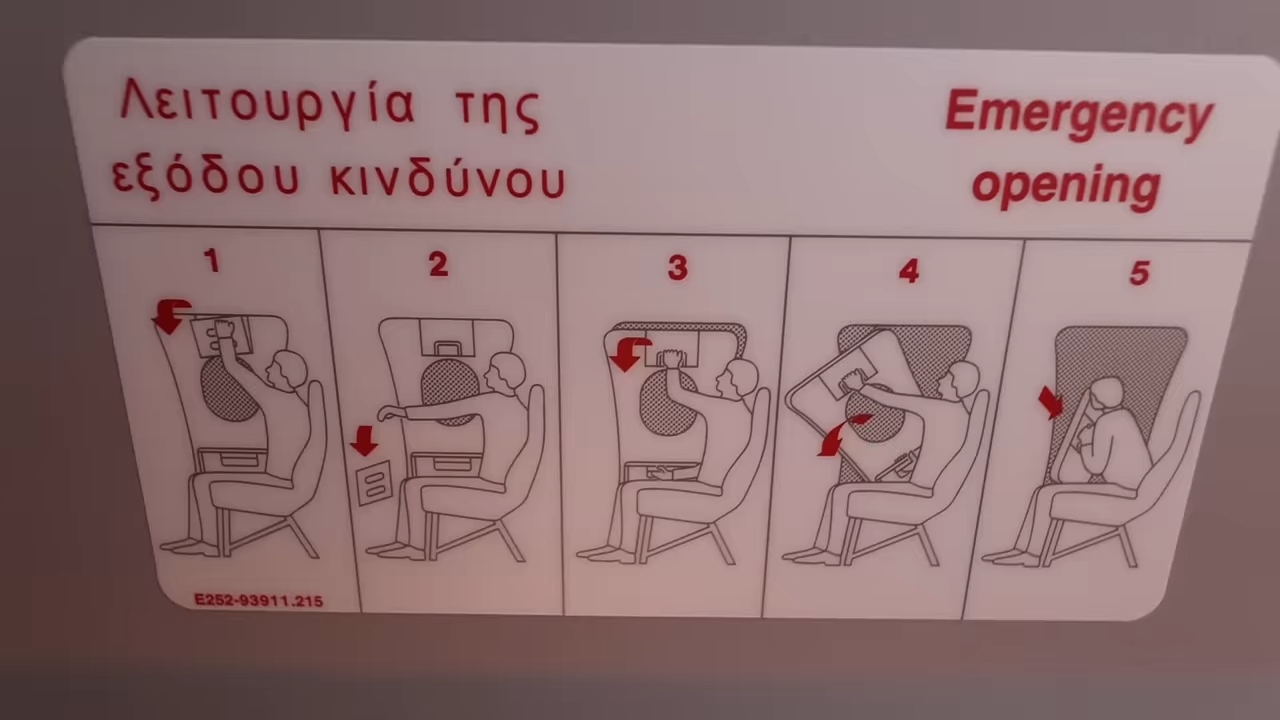 Λειτουργία της
εξόδου κινδύνου
Emergency
opening
1
2
3
4
5
E252-93911.215